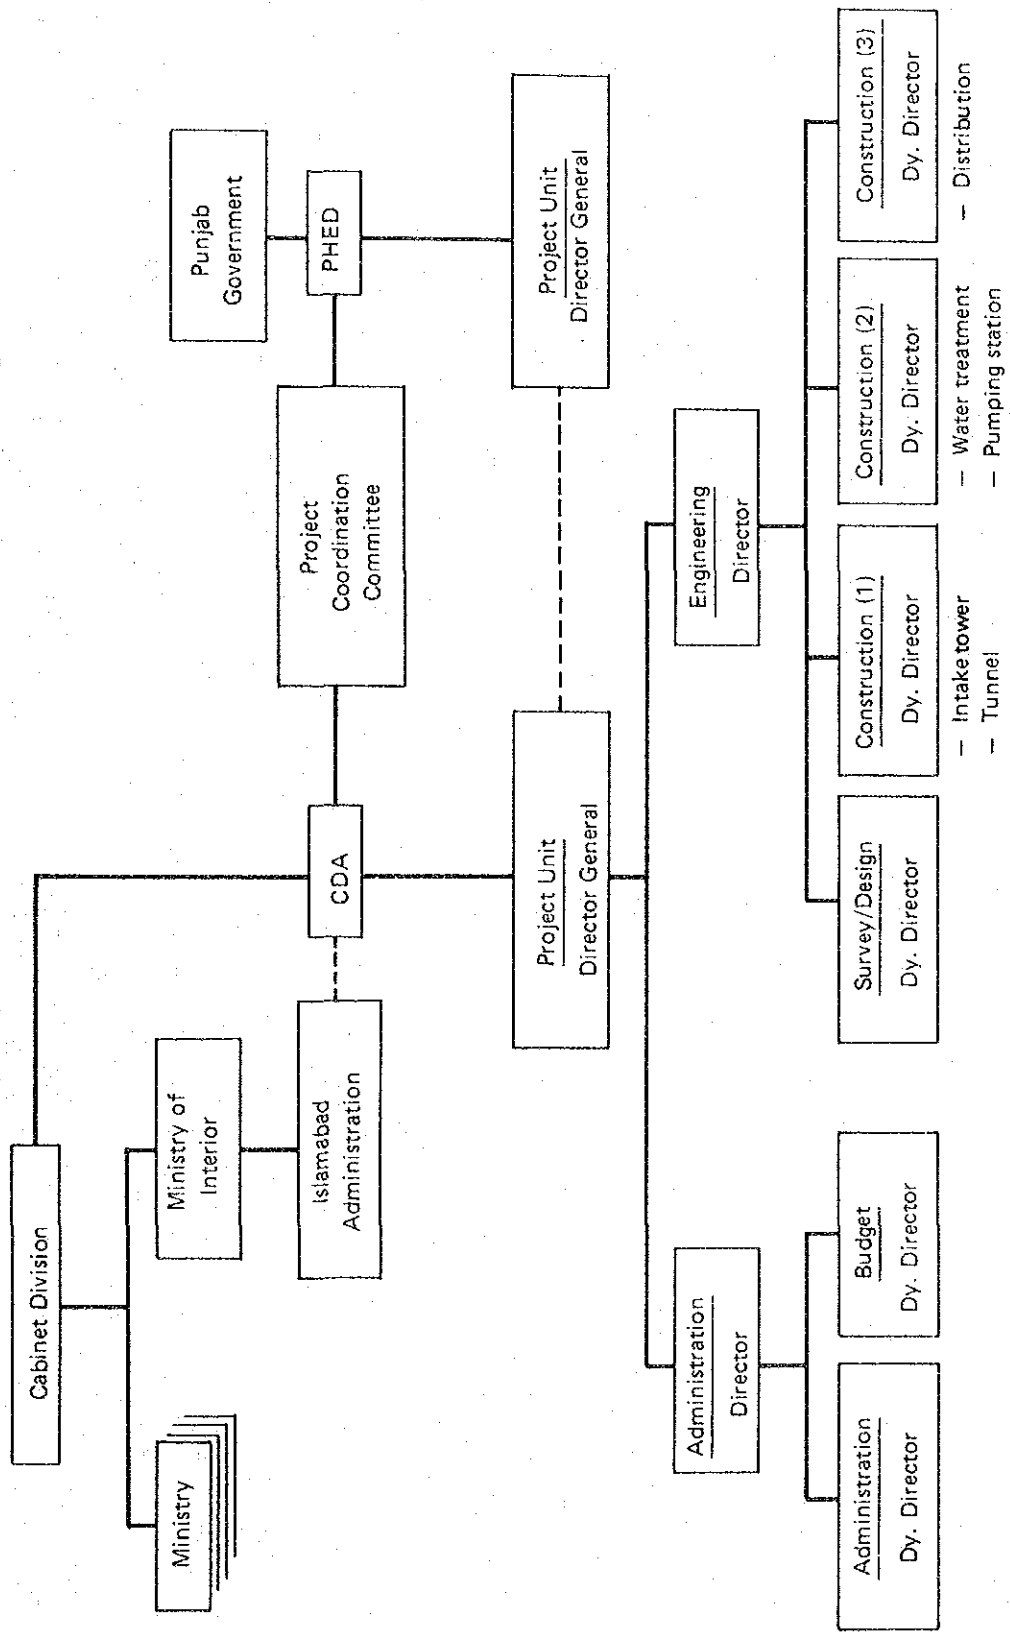 Cabinet Division
Ministry
Ministry of
Interior
Islamabad
Administration
CDA
Project
Coordination
Committee
PHED
Punjab
Government
Project Unit
Director General
Project Unit
Director General
Administration
Director
Engineering
Director
Administration
Dy. Director
Budget
Dy. Director
Survey/Design
Dy. Director
Construction (1)
Dy. Director
— Intake tower
— Tunnel
Construction (2)
Dy. Director
— Water treatment
— Pumping station
Construction (3)
Dy. Director
— Distribution